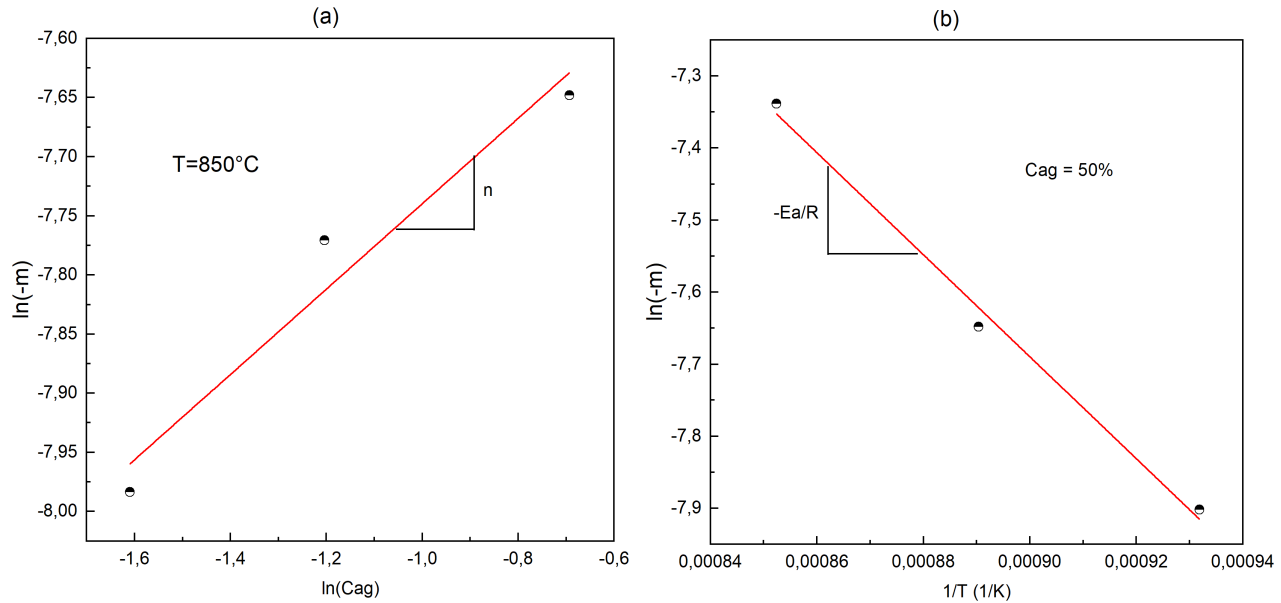 (a)
-7,60
-7,65
-7,70
-7,75
-7,80
-7,85
-7,90
-7,95
-8,00
ln(-m)
T=850°C
n
-1,6
-1,4
-1,2
-1,0
-0,8
-0,6
ln(Cag)
(b)
-7,3
-7,4
-7,5
-7,6
-7,7
-7,8
-7,9
ln(-m)
Cag = 50%
-Ea/R
0,00084
0,00086
0,00088
0,00090
0,00092
0,00094
1/T (1/K)